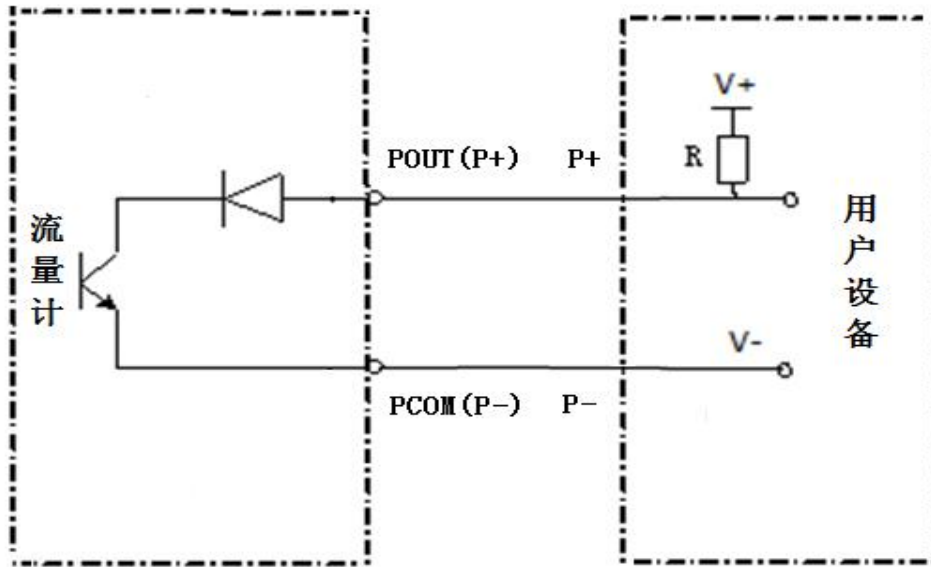 V+
POUT(P+) P+
R
流量计
用户设备
V-
PCOM(P-) P-